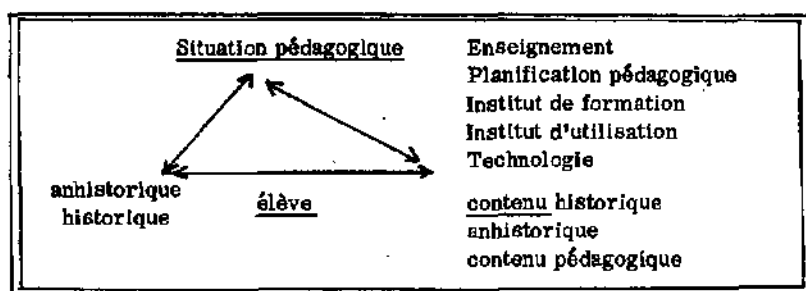 Situation pédagogique
Enseignement
Planification pédagogique
Institut de formation
Institut d'utilisation
Technologie
anhistorique
historique
élève
contenu historique
anhistorique
contenu pédagogique